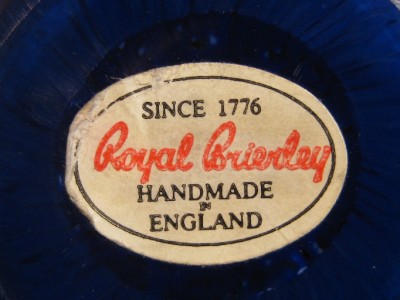 SINCE 1776
Royal Brierley
HANDMADE
IN
ENGLAND